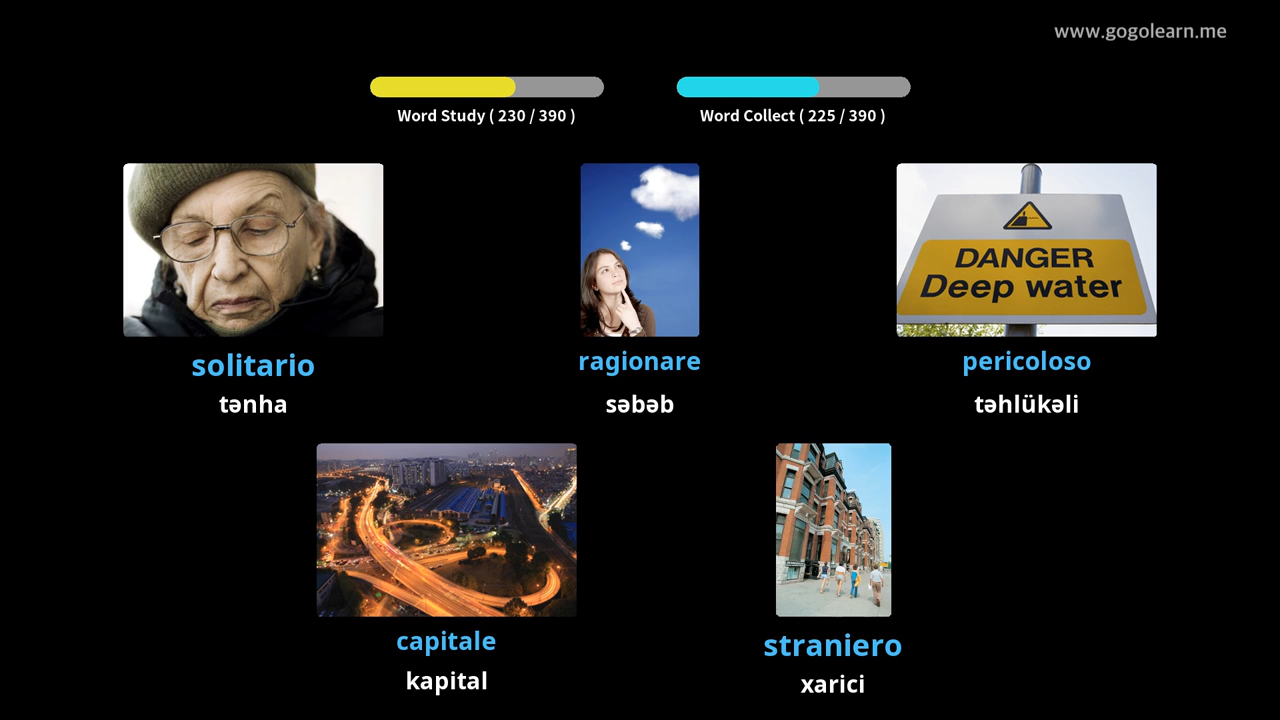 www.gogolearn.me
Word Study ( 230 / 390 )
Word Collect ( 225 / 390 )
DANGER
Deep water
solitario
tənha
ragionare
səbəb
pericoloso
təhlükəli
capitale
kapital
straniero
xarici